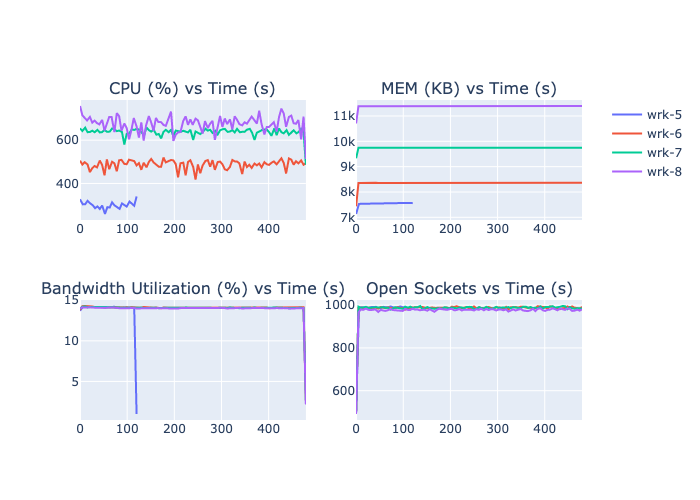 CPU (%) vs Time (s)
MEM (KB) vs Time (s)
600
400
0
100
200
300
400
11k
10k
9k
8k
7k
0
100
200
300
400
wrk-5
wrk-6
wrk-7
wrk-8
Bandwidth Utilization (%) vs Time (s)
Open Sockets vs Time (s)
15
10
5
0
100
200
300
400
1000
800
600
0
100
200
300
400